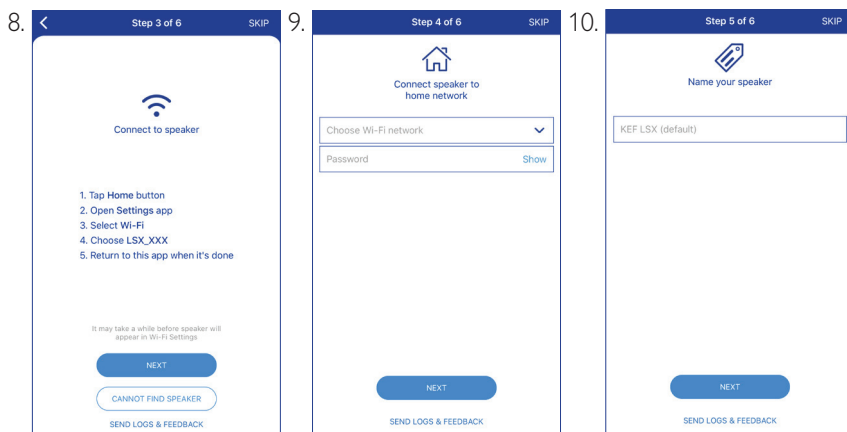 8.
Step 3 of 6 SKIP
Connect to speaker
1. Tap Home button
2. Open Settings app
3. Select Wi-Fi
4. Choose LSX_XXX
5. Return to this app when it's done
It may take a while before speaker will
appear in Wi-Fi Settings
NEXT
CANNOT FIND SPEAKER
SEND LOGS & FEEDBACK
9.
Step 4 of 6 SKIP
Connect speaker to
home network
Choose Wi-Fi network
Password Show
NEXT
SEND LOGS & FEEDBACK
10.
Step 5 of 6 SKIP
Name your speaker
KEF LSX (default)
NEXT
SEND LOGS & FEEDBACK